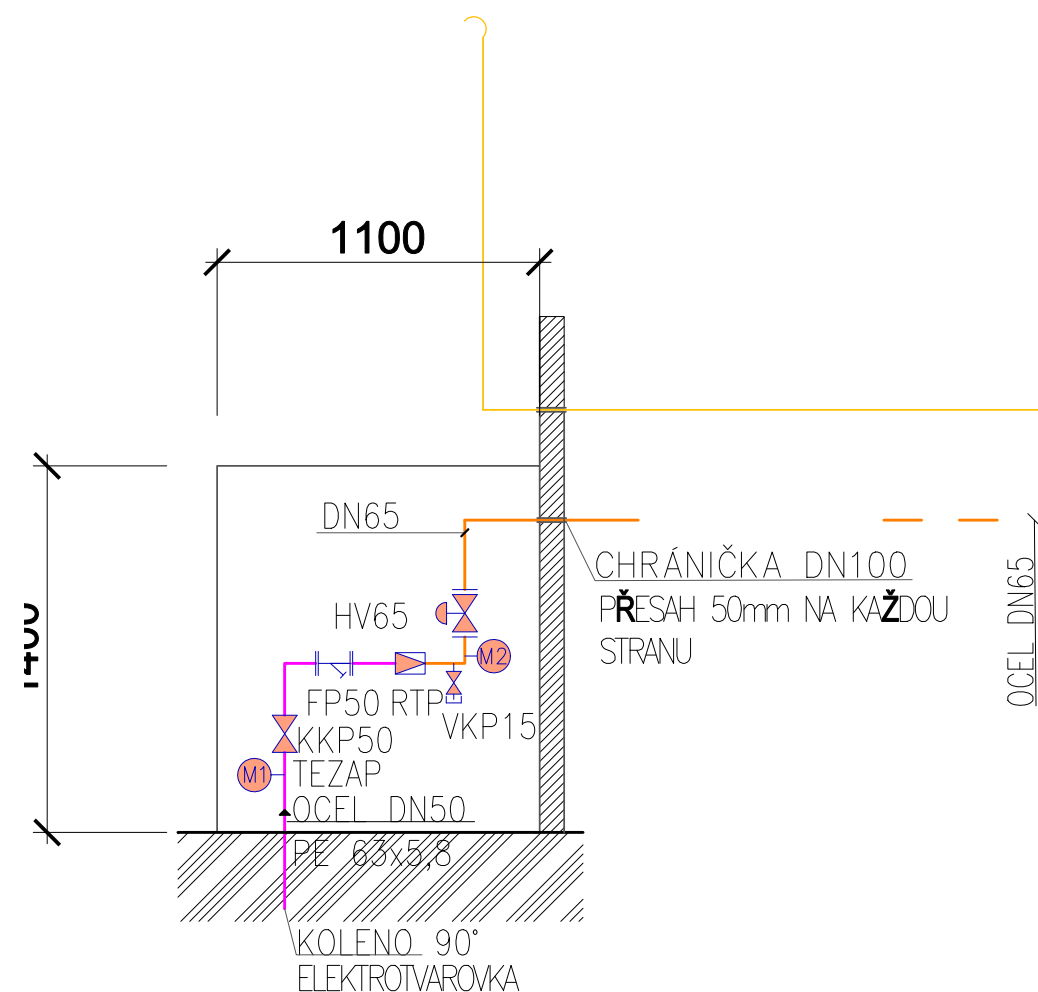 1100
DN65
CHRÁNIČKA DN100
PŘESAH 50mm NA KAŽDOU
STRANU
OCEL DN65
1400
HV65
M2
FP50 RTP
VKP15
KKP50
M1
TEZAP
OCEL DN50
PE 63x5,8
KOLENO 90°
ELEKTROTVAROVKA